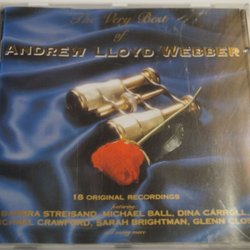 The Very Best
of
ANDREW LLOYD WEBBER
18 ORIGINAL RECORDINGS
featuring
BARBRA STREISAND, MICHAEL BALL, DINA CARROLL
MICHAEL CRAWFORD, SARAH BRIGHTMAN, GLENN CLOSE
& many more